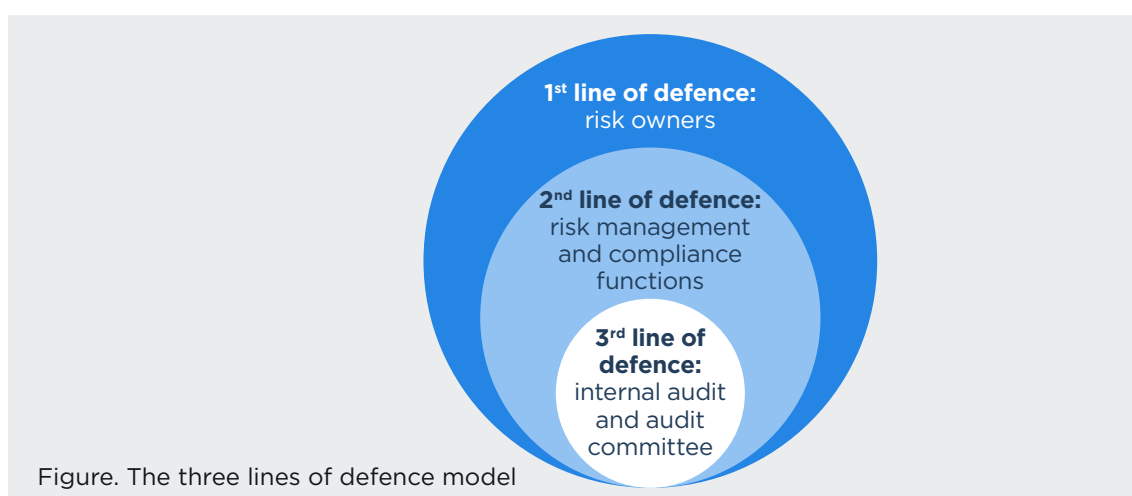 1st line of defence:
risk owners
2nd line of defence:
risk management
and compliance
functions
3rd line of
defence:
internal audit
and audit
committee
Figure. The three lines of defence model